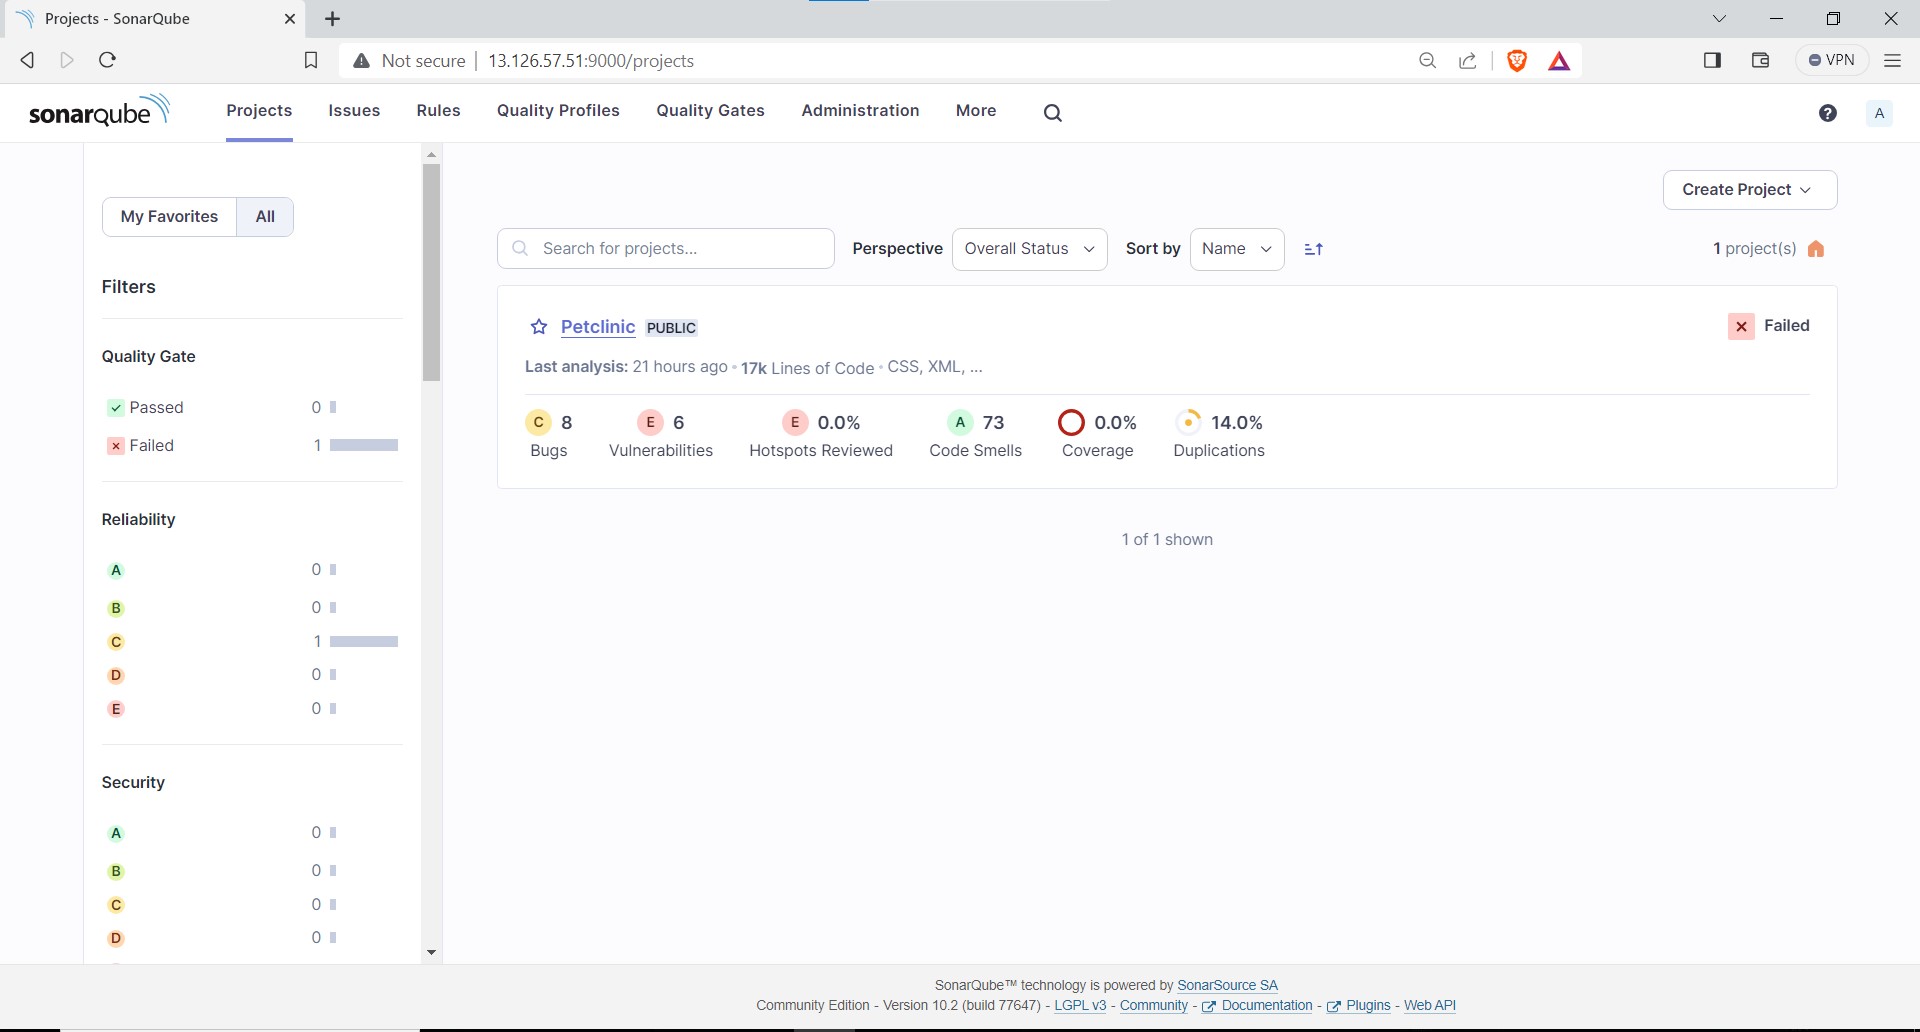 Projects - SonarQube
Not secure 13.126.57.51:9000/projects
VPN
sonarqube Projects Issues Rules Quality Profiles Quality Gates Administration More A
My Favorites All
Filters
Quality Gate
Passed 0
Failed 1
Reliability
A 0
B 0
C 1
D 0
E 0
Security
A 0
B 0
C 0
D 0
Create Project
Search for projects... Perspective Overall Status Sort by Name 1 project(s)
Petclinic PUBLIC Failed
Last analysis: 21 hours ago • 17k Lines of Code • CSS, XML, ...
C 8 E 6 E 0.0% A 73 0.0% 14.0%
Bugs Vulnerabilities Hotspots Reviewed Code Smells Coverage Duplications
1 of 1 shown
SonarQube™ technology is powered by SonarSource SA
Community Edition - Version 10.2 (build 77647) - LGPL v3 - Community - Documentation - Plugins - Web API